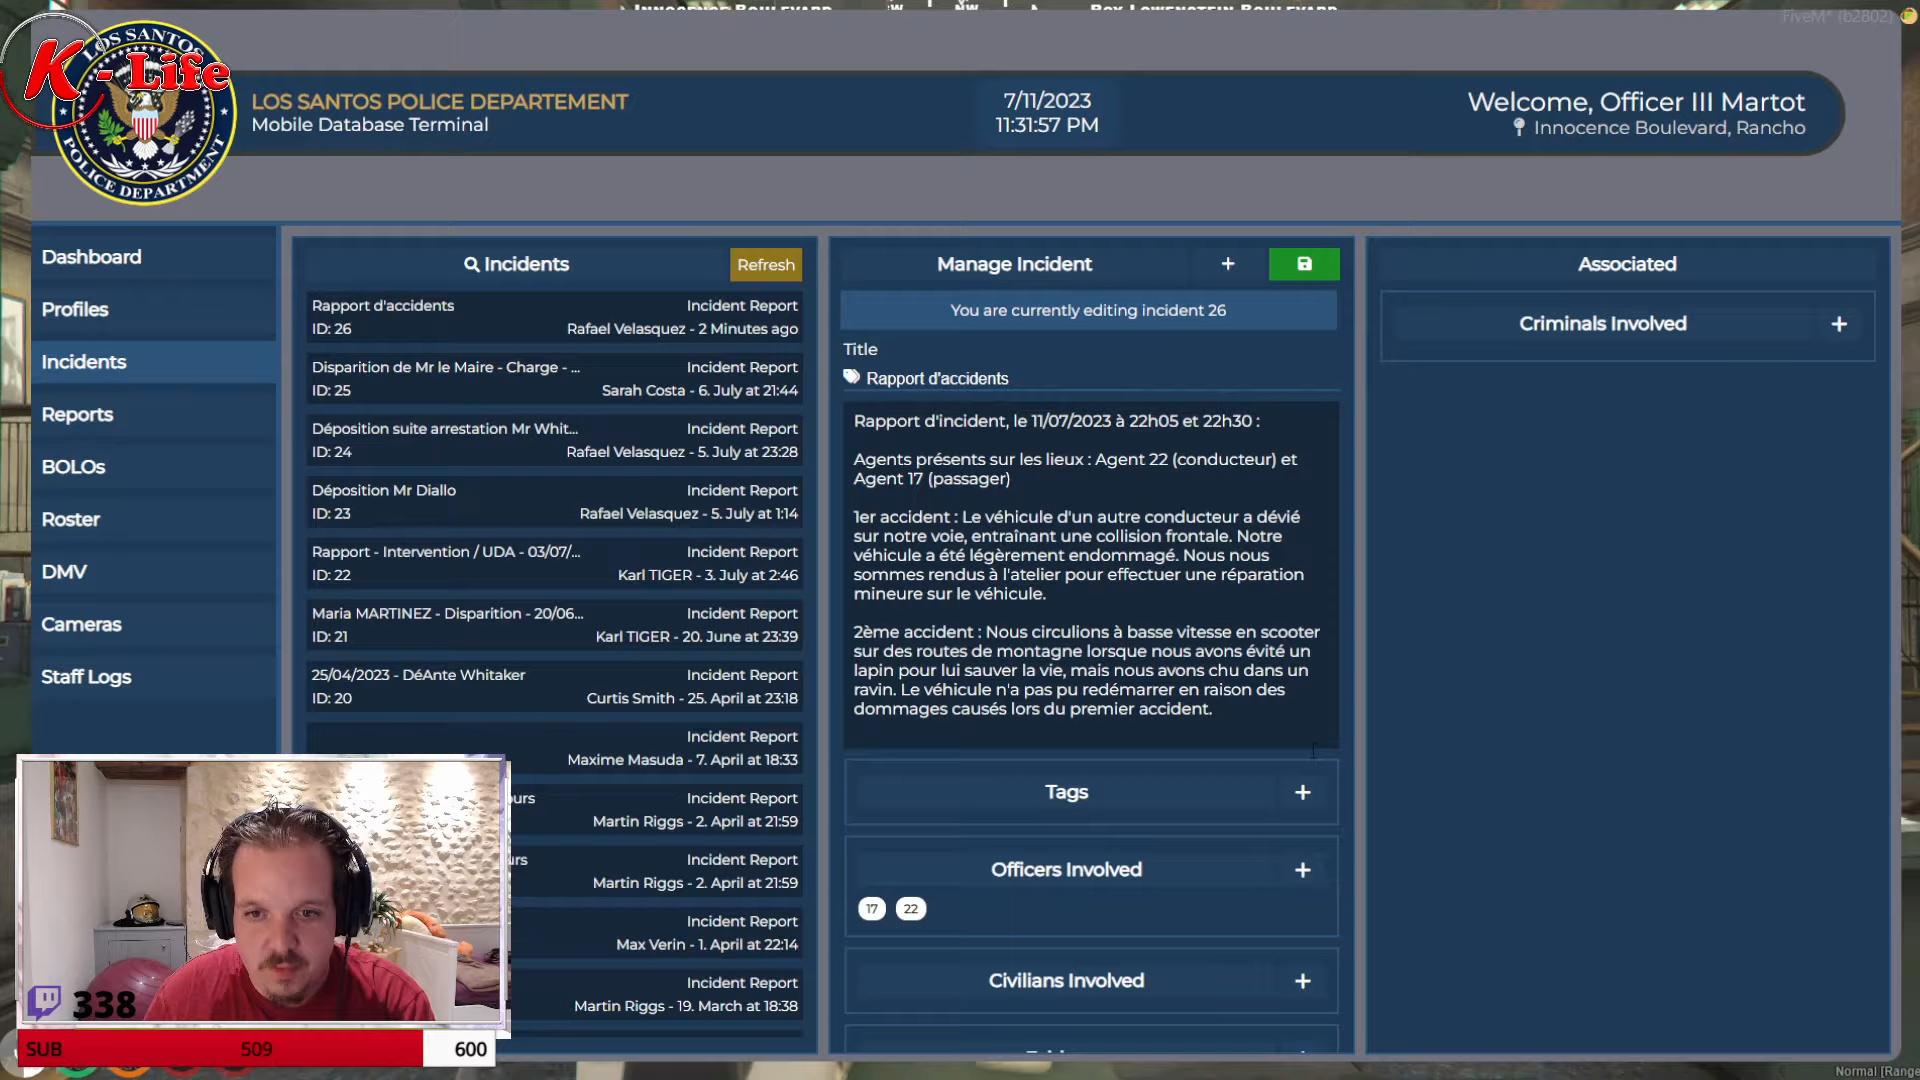 Innocence Boulevard
NW
Roy Lowenstein Boulevard
FiveM* (b2802)
K-Life
LOS SANTOS
POLICE DEPARTMENT
LOS SANTOS POLICE DEPARTEMENT
Mobile Database Terminal
7/11/2023
11:31:57 PM
Welcome, Officer III Martot
Innocence Boulevard, Rancho
Dashboard
Profiles
Incidents
Reports
BOLOs
Roster
DMV
Cameras
Staff Logs
Incidents
Refresh
Rapport d'accidents Incident Report
ID: 26 Rafael Velasquez - 2 Minutes ago
Disparition de Mr le Maire - Charge - ... Incident Report
ID: 25 Sarah Costa - 6. July at 21:44
Déposition suite arrestation Mr Whit... Incident Report
ID: 24 Rafael Velasquez - 5. July at 23:28
Déposition Mr Diallo Incident Report
ID: 23 Rafael Velasquez - 5. July at 1:14
Rapport - Intervention / UDA - 03/07/... Incident Report
ID: 22 Karl TIGER - 3. July at 2:46
Maria MARTINEZ - Disparition - 20/06... Incident Report
ID: 21 Karl TIGER - 20. June at 23:39
25/04/2023 - DéAnte Whitaker Incident Report
ID: 20 Curtis Smith - 25. April at 23:18
Incident Report
Maxime Masuda - 7. April at 18:33
ours Incident Report
Martin Riggs - 2. April at 21:59
urs Incident Report
Martin Riggs - 2. April at 21:59
Incident Report
Max Verin - 1. April at 22:14
Incident Report
Martin Riggs - 19. March at 18:38
Manage Incident +
You are currently editing incident 26
Title
Rapport d'accidents
Rapport d'incident, le 11/07/2023 à 22h05 et 22h30 :
Agents présents sur les lieux : Agent 22 (conducteur) et
Agent 17 (passager)
1er accident : Le véhicule d'un autre conducteur a dévié
sur notre voie, entraînant une collision frontale. Notre
véhicule a été légèrement endommagé. Nous nous
sommes rendus à l'atelier pour effectuer une réparation
mineure sur le véhicule.
2ème accident : Nous circulions à basse vitesse en scooter
sur des routes de montagne lorsque nous avons évité un
lapin pour lui sauver la vie, mais nous avons chu dans un
ravin. Le véhicule n'a pas pu redémarrer en raison des
dommages causés lors du premier accident.
Tags +
Officers Involved +
17 22
Civilians Involved +
Associated
Criminals Involved +
338
SUB 509 600
Normal [Range